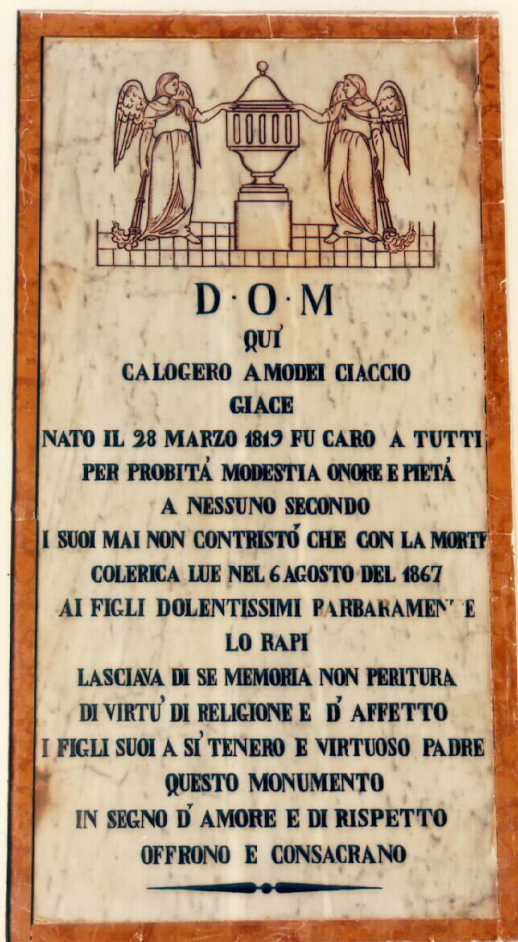 D·O·M
QUI
CALOGERO AMODEI CIACCIO
GIACE
NATO IL 28 MARZO 1819 FU CARO A TUTTI
PER PROBITÁ MODESTIA ONORE E PIETÁ
A NESSUNO SECONDO
I SUOI MAI NON CONTRISTÓ CHE CON LA MORTE
COLERICA LUE NEL 6 AGOSTO DEL 1867
AI FIGLI DOLENTISSIMI BARBARAMENTE
LO RAPI
LASCIAVA DI SE MEMORIA NON PERITURA
DI VIRTU' DI RELIGIONE E D' AFFETTO
I FIGLI SUOI A SI' TENERO E VIRTUOSO PADRE
QUESTO MONUMENTO
IN SEGNO D' AMORE E DI RISPETTO
OFFRONO E CONSACRANO